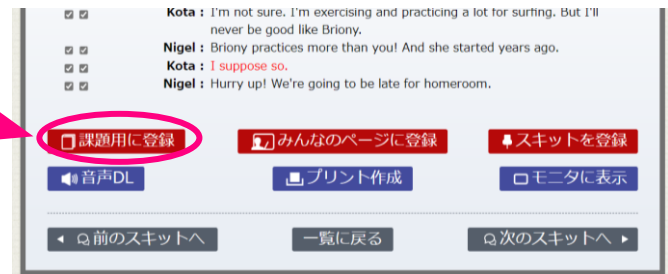 Kota : I'm not sure. I'm exercising and practicing a lot for surfing. But I'll
never be good like Briony.
Nigel : Briony practices more than you! And she started years ago.
Kota : I suppose so.
Nigel : Hurry up! We're going to be late for homeroom.
課題用に登録 みんなのページに登録 スキットを登録
音声DL プリント作成 モニタに表示
前のスキットへ 一覧に戻る 次のスキットへ